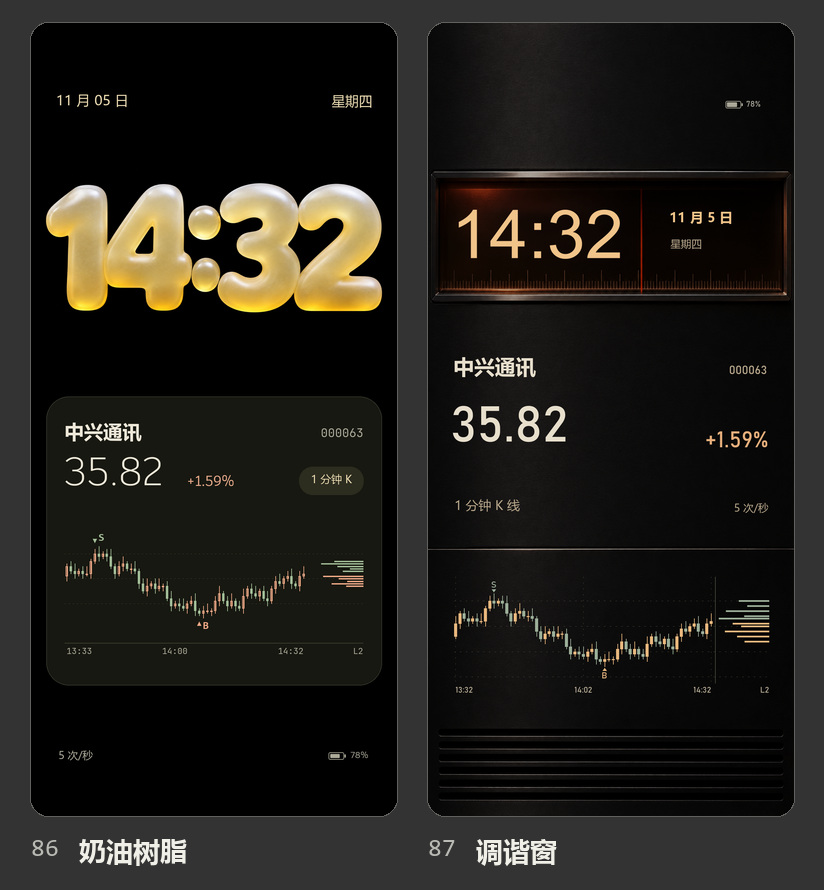 11 月 05 日
星期四
14:32
中兴通讯
000063
35.82
+1.59%
1 分钟 K
S
B
13:33
14:00
14:32
L2
5 次/秒
78%
86 奶油树脂
78%
14:32
11 月 5 日
星期四
中兴通讯
000063
35.82
+1.59%
1 分钟 K 线
5 次/秒
S
B
13:32
14:02
14:32
L2
87 调谐窗